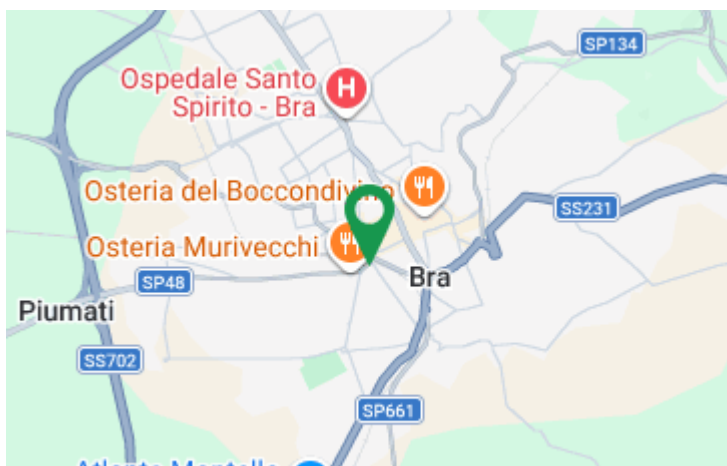 SP134
Ospedale Santo
Spirito - Bra
H
Osteria del Boccondivino
SS231
Osteria Murivecchi
Bra
SP48
Piumati
SS702
SP661